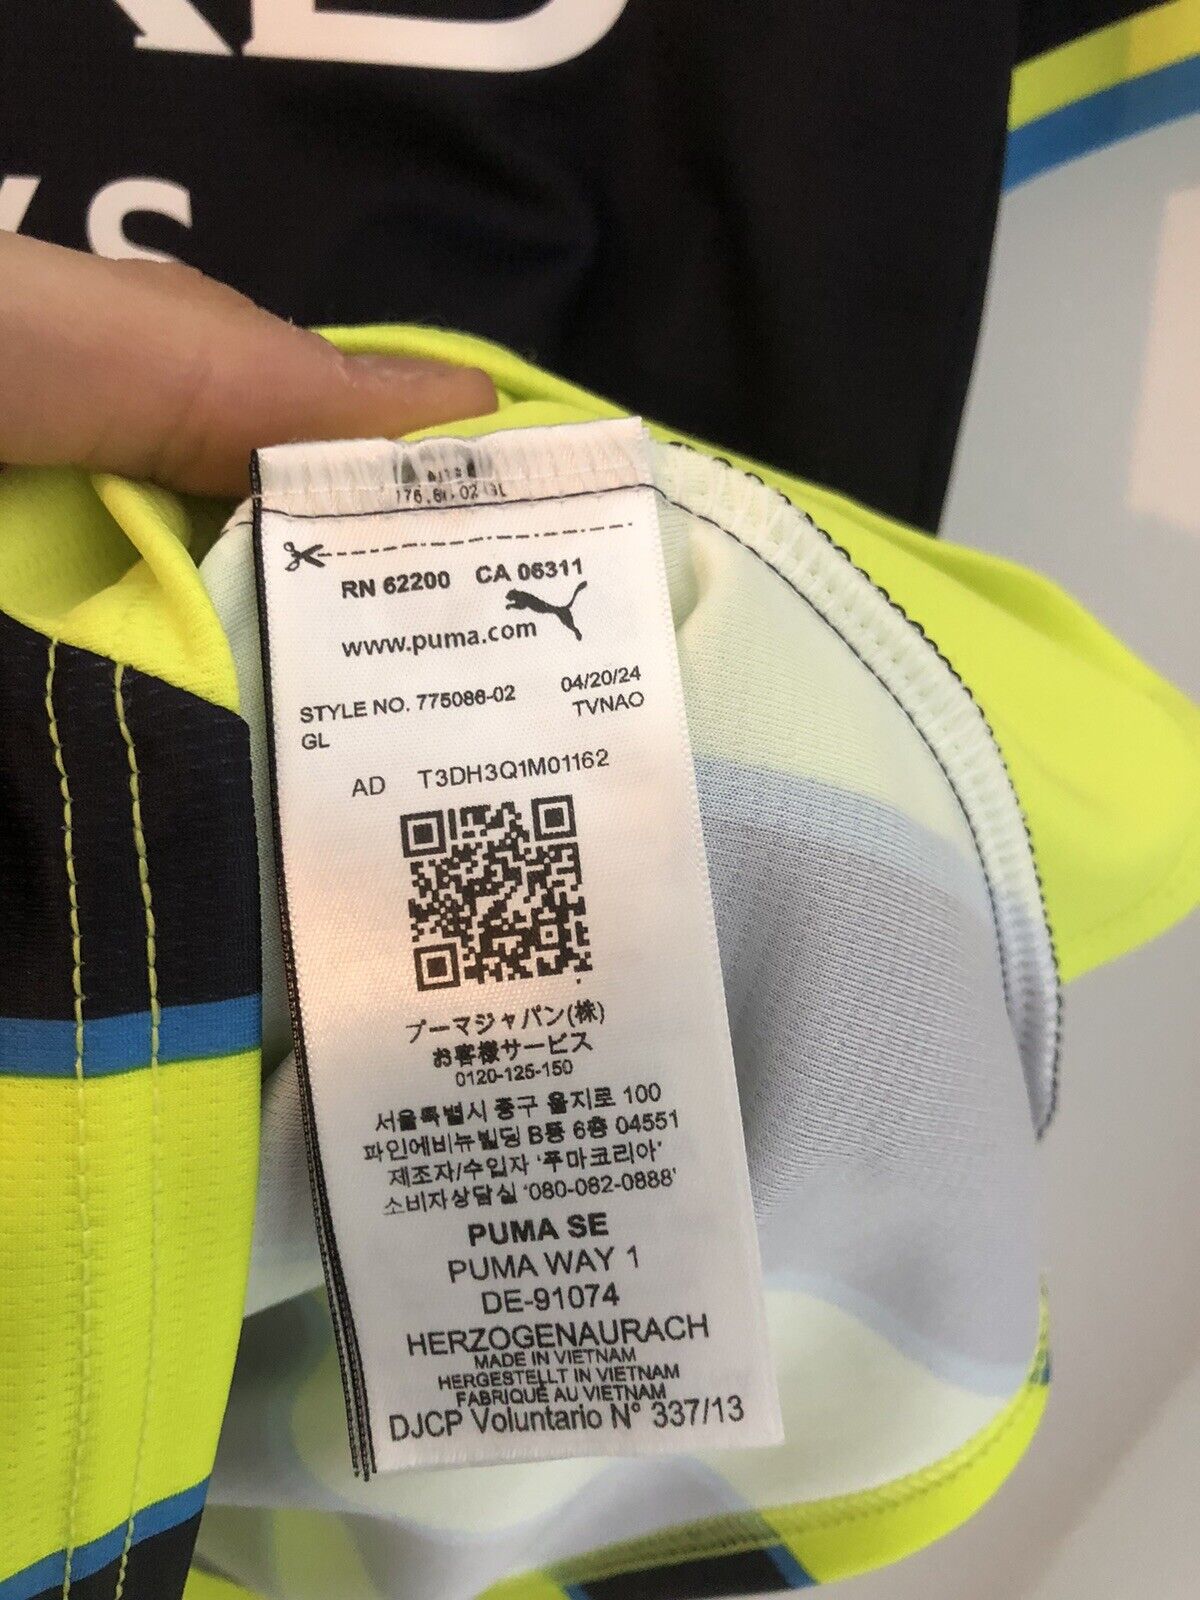 YS
RN 62200 CA 06311
www.puma.com
STYLE NO. 775086-02 04/20/24
GL TVNAO
AD T3DH3Q1M01162
プーマジャパン(株)
お客様サービス
0120-125-150
서울특별시 중구 을지로 100
파인에비뉴빌딩 B동 6층 04551
제조자/수입자 '푸마코리아'
소비자상담실 '080-082-0888'
PUMA SE
PUMA WAY 1
DE-91074
HERZOGENAURACH
MADE IN VIETNAM
HERGESTELLT IN VIETNAM
FABRIQUÉ AU VIETNAM
DJCP Voluntario N° 337/13